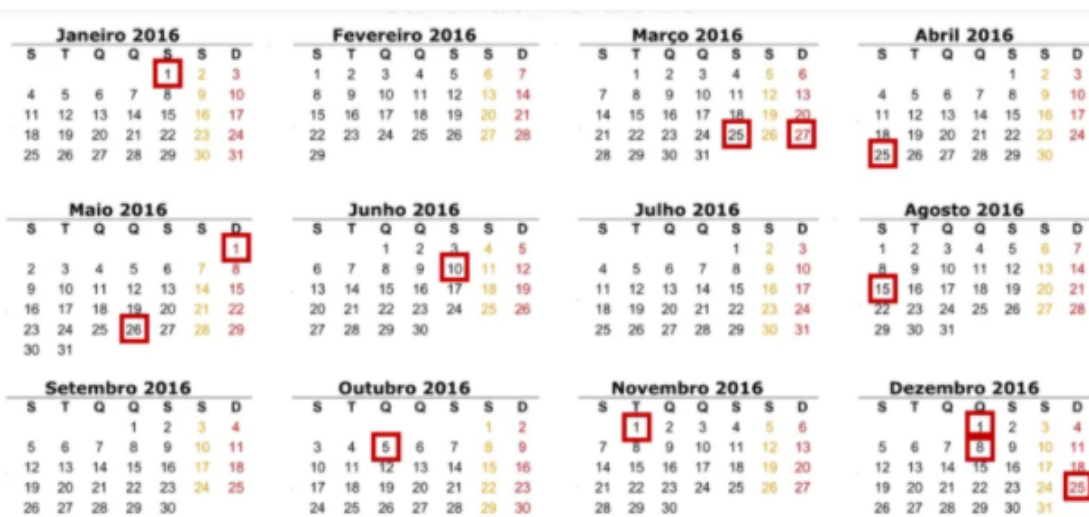 Janeiro 2016 Fevereiro 2016 Março 2016 Abril 2016
S T Q Q S S D S T Q Q S S D S T Q Q S S D S T Q Q S S D
1 2 3 1 2 3 4 5 6 7 1 2 3 4 5 6 1 2 3
4 5 6 7 8 9 10 8 9 10 11 12 13 14 7 8 9 10 11 12 13 4 5 6 7 8 9 10
11 12 13 14 15 16 17 15 16 17 18 19 20 21 14 15 16 17 18 19 20 11 12 13 14 15 16 17
18 19 20 21 22 23 24 22 23 24 25 26 27 28 21 22 23 24 25 26 27 18 19 20 21 22 23 24
25 26 27 28 29 30 31 29 28 29 30 31 25 26 27 28 29 30
Maio 2016 Junho 2016 Julho 2016 Agosto 2016
S T Q Q S S D S T Q Q S S D S T Q Q S S D S T Q Q S S D
1 1 2 3 4 5 1 2 3 1 2 3 4 5 6 7
2 3 4 5 6 7 8 6 7 8 9 10 11 12 4 5 6 7 8 9 10 8 9 10 11 12 13 14
9 10 11 12 13 14 15 13 14 15 16 17 18 19 11 12 13 14 15 16 17 15 16 17 18 19 20 21
16 17 18 19 20 21 22 20 21 22 23 24 25 26 18 19 20 21 22 23 24 22 23 24 25 26 27 28
23 24 25 26 27 28 29 27 28 29 30 25 26 27 28 29 30 31 29 30 31
30 31
Setembro 2016 Outubro 2016 Novembro 2016 Dezembro 2016
S T Q Q S S D S T Q Q S S D S T Q Q S S D S T Q Q S S D
1 2 3 4 1 2 1 2 3 4 5 6 1 2 3 4
5 6 7 8 9 10 11 3 4 5 6 7 8 9 7 8 9 10 11 12 13 5 6 7 8 9 10 11
12 13 14 15 16 17 18 10 11 12 13 14 15 16 14 15 16 17 18 19 20 12 13 14 15 16 17 18
19 20 21 22 23 24 25 17 18 19 20 21 22 23 21 22 23 24 25 26 27 19 20 21 22 23 24 25
26 27 28 29 30 24 25 26 27 28 29 30 28 29 30 26 27 28 29 30 31